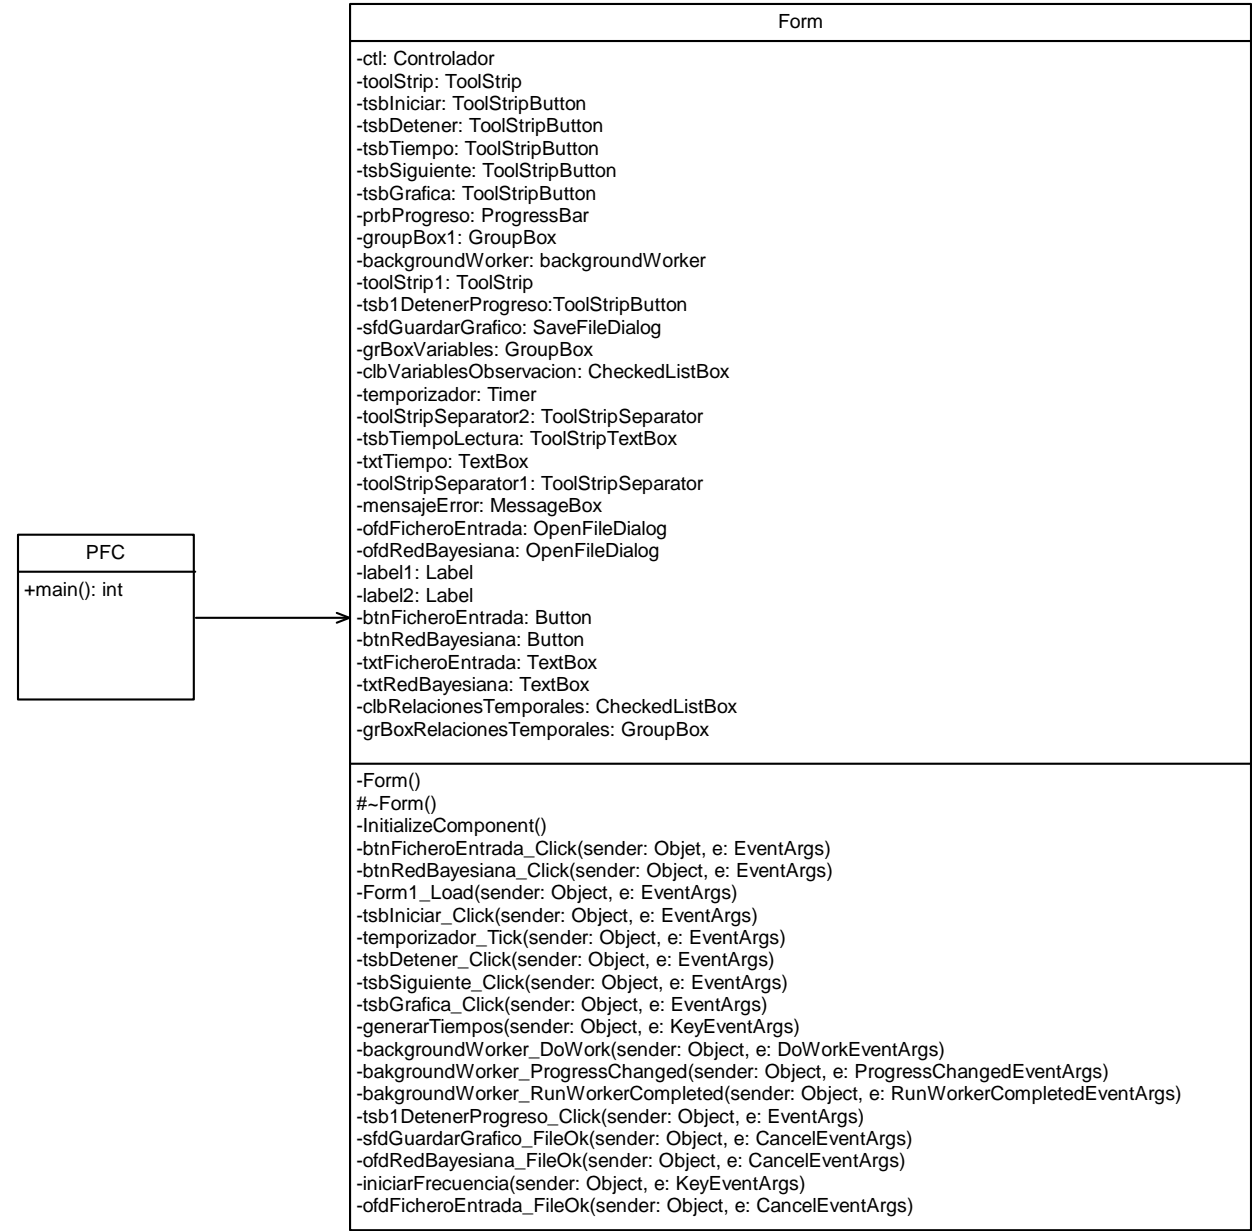 Form
-ctl: Controlador
-toolStrip: ToolStrip
-tsbIniciar: ToolStripButton
-tsbDetener: ToolStripButton
-tsbTiempo: ToolStripButton
-tsbSiguiente: ToolStripButton
-tsbGrafica: ToolStripButton
-prbProgreso: ProgressBar
-groupBox1: GroupBox
-backgroundWorker: backgroundWorker
-toolStrip1: ToolStrip
-tsb1DetenerProgreso:ToolStripButton
-sfdGuardarGrafico: SaveFileDialog
-grBoxVariables: GroupBox
-clbVariablesObservacion: CheckedListBox
-temporizador: Timer
-toolStripSeparator2: ToolStripSeparator
-tsbTiempoLectura: ToolStripTextBox
-txtTiempo: TextBox
-toolStripSeparator1: ToolStripSeparator
-mensajeError: MessageBox
-ofdFicheroEntrada: OpenFileDialog
-ofdRedBayesiana: OpenFileDialog
-label1: Label
-label2: Label
-btnFicheroEntrada: Button
-btnRedBayesiana: Button
-txtFicheroEntrada: TextBox
-txtRedBayesiana: TextBox
-clbRelacionesTemporales: CheckedListBox
-grBoxRelacionesTemporales: GroupBox
PFC
+main(): int
-Form()
#~Form()
-InitializeComponent()
-btnFicheroEntrada_Click(sender: Objet, e: EventArgs)
-btnRedBayesiana_Click(sender: Object, e: EventArgs)
-Form1_Load(sender: Object, e: EventArgs)
-tsbIniciar_Click(sender: Object, e: EventArgs)
-temporizador_Tick(sender: Object, e: EventArgs)
-tsbDetener_Click(sender: Object, e: EventArgs)
-tsbSiguiente_Click(sender: Object, e: EventArgs)
-tsbGrafica_Click(sender: Object, e: EventArgs)
-generarTiempos(sender: Object, e: KeyEventArgs)
-backgroundWorker_DoWork(sender: Object, e: DoWorkEventArgs)
-bakgroundWorker_ProgressChanged(sender: Object, e: ProgressChangedEventArgs)
-bakgroundWorker_RunWorkerCompleted(sender: Object, e: RunWorkerCompletedEventArgs)
-tsb1DetenerProgreso_Click(sender: Object, e: EventArgs)
-sfdGuardarGrafico_FileOk(sender: Object, e: CancelEventArgs)
-ofdRedBayesiana_FileOk(sender: Object, e: CancelEventArgs)
-iniciarFrecuencia(sender: Object, e: KeyEventArgs)
-ofdFicheroEntrada_FileOk(sender: Object, e: CancelEventArgs)